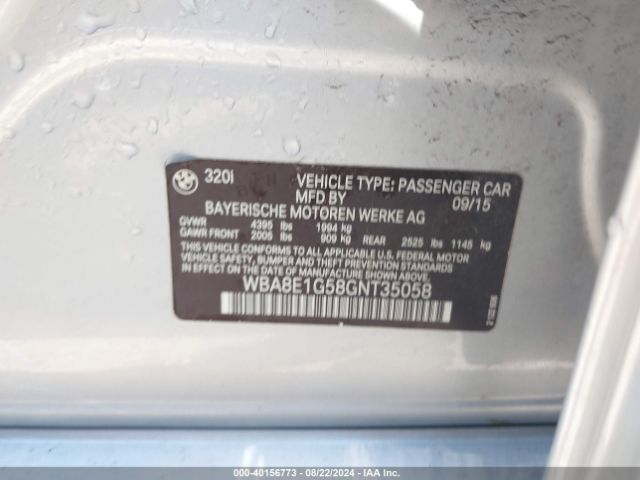 320i VEHICLE TYPE: PASSENGER CAR
MFD BY 09/15
BAYERISCHE MOTOREN WERKE AG
GVWR 4395 lbs 1994 kg
GAWR FRONT 2005 lbs 909 kg REAR 2525 lbs 1145 kg
THIS VEHICLE CONFORMS TO ALL APPLICABLE U.S. FEDERAL MOTOR
VEHICLE SAFETY, BUMPER AND THEFT PREVENTION STANDARDS
IN EFFECT ON THE DATE OF MANUFACTURE SHOWN ABOVE.
WBA8E1G58GNT35058
000-40156773 - 08/22/2024 - IAA Inc.